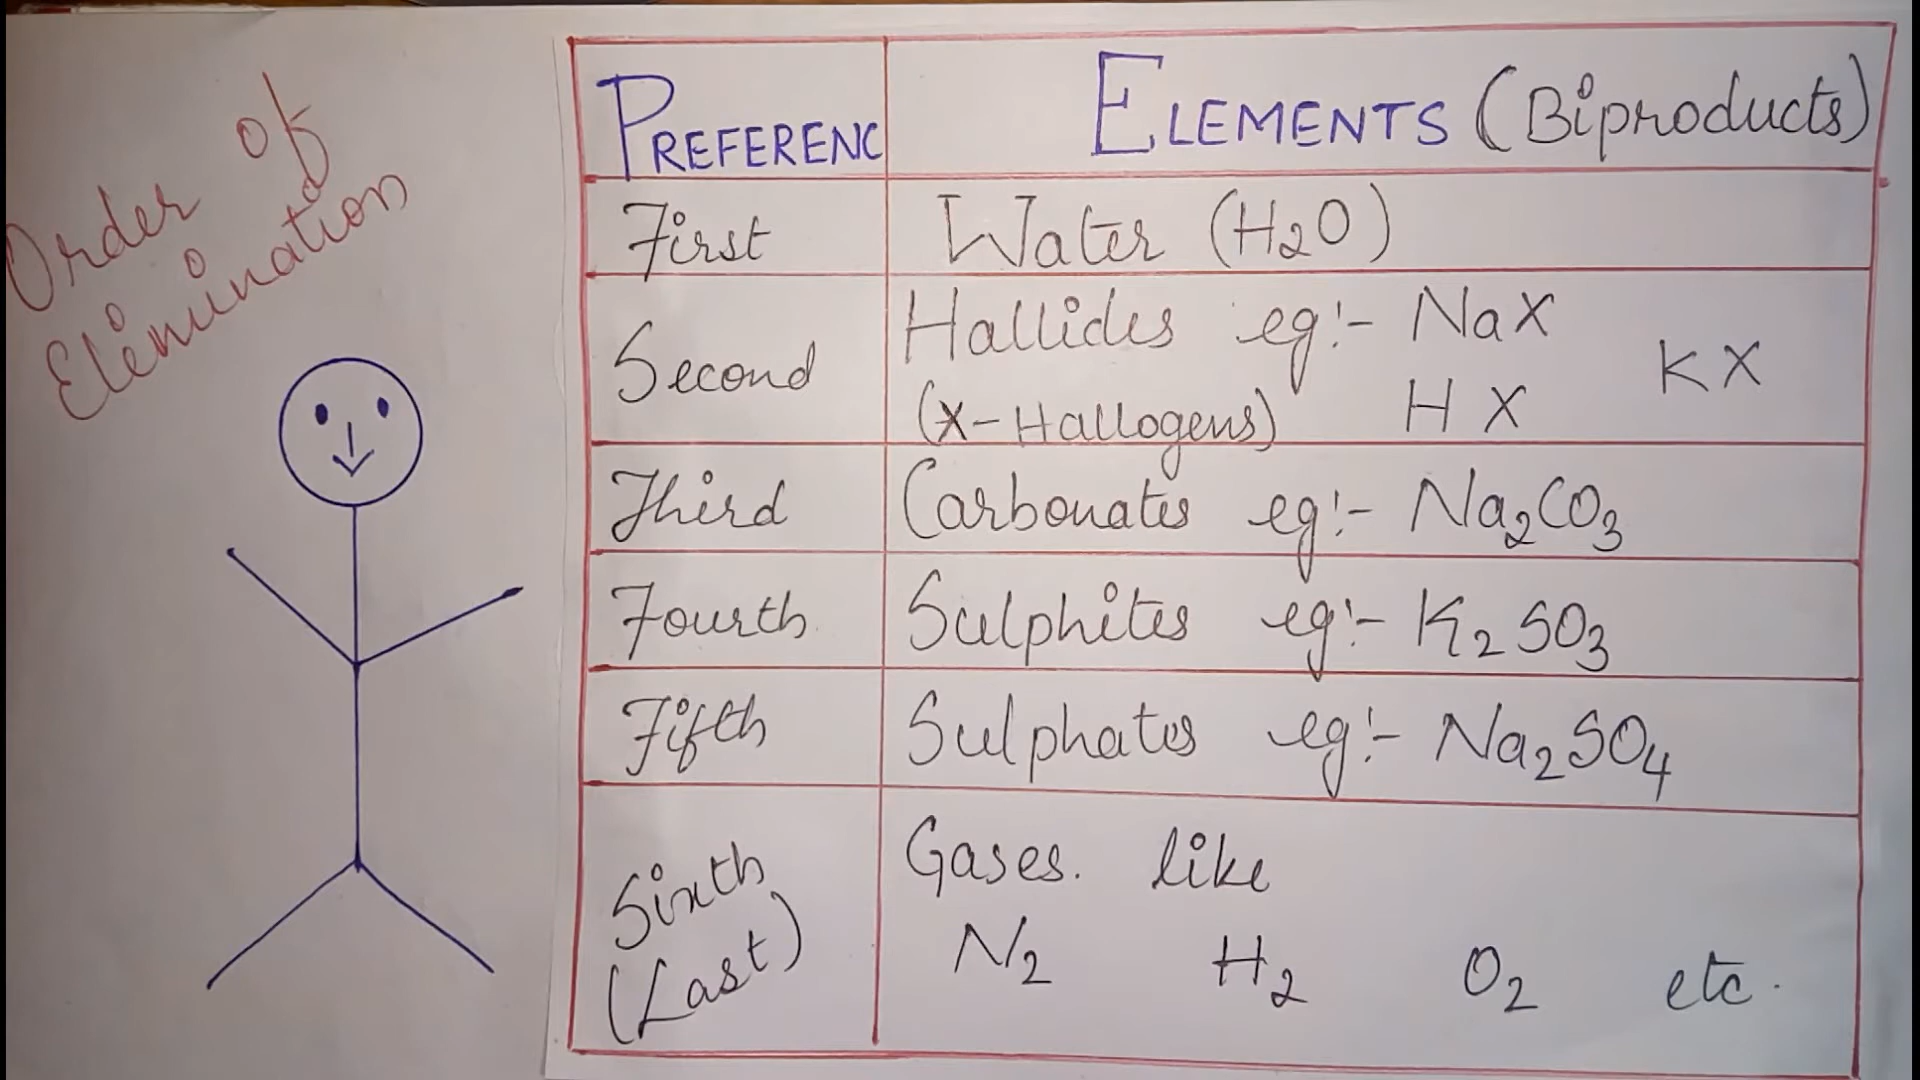 Order of
Elemination
PREFERENC ELEMENTS (Biproducts)
First Water (H2O)
Second Hallides eg:- NaX KX
(X-Hallogens) HX
Third Carbonates eg:- Na2CO3
Fourth Sulphites eg:- K2SO3
Fifth Sulphates eg:- Na2SO4
Sixth Gases. like
(Last) N2 H2 O2 etc.